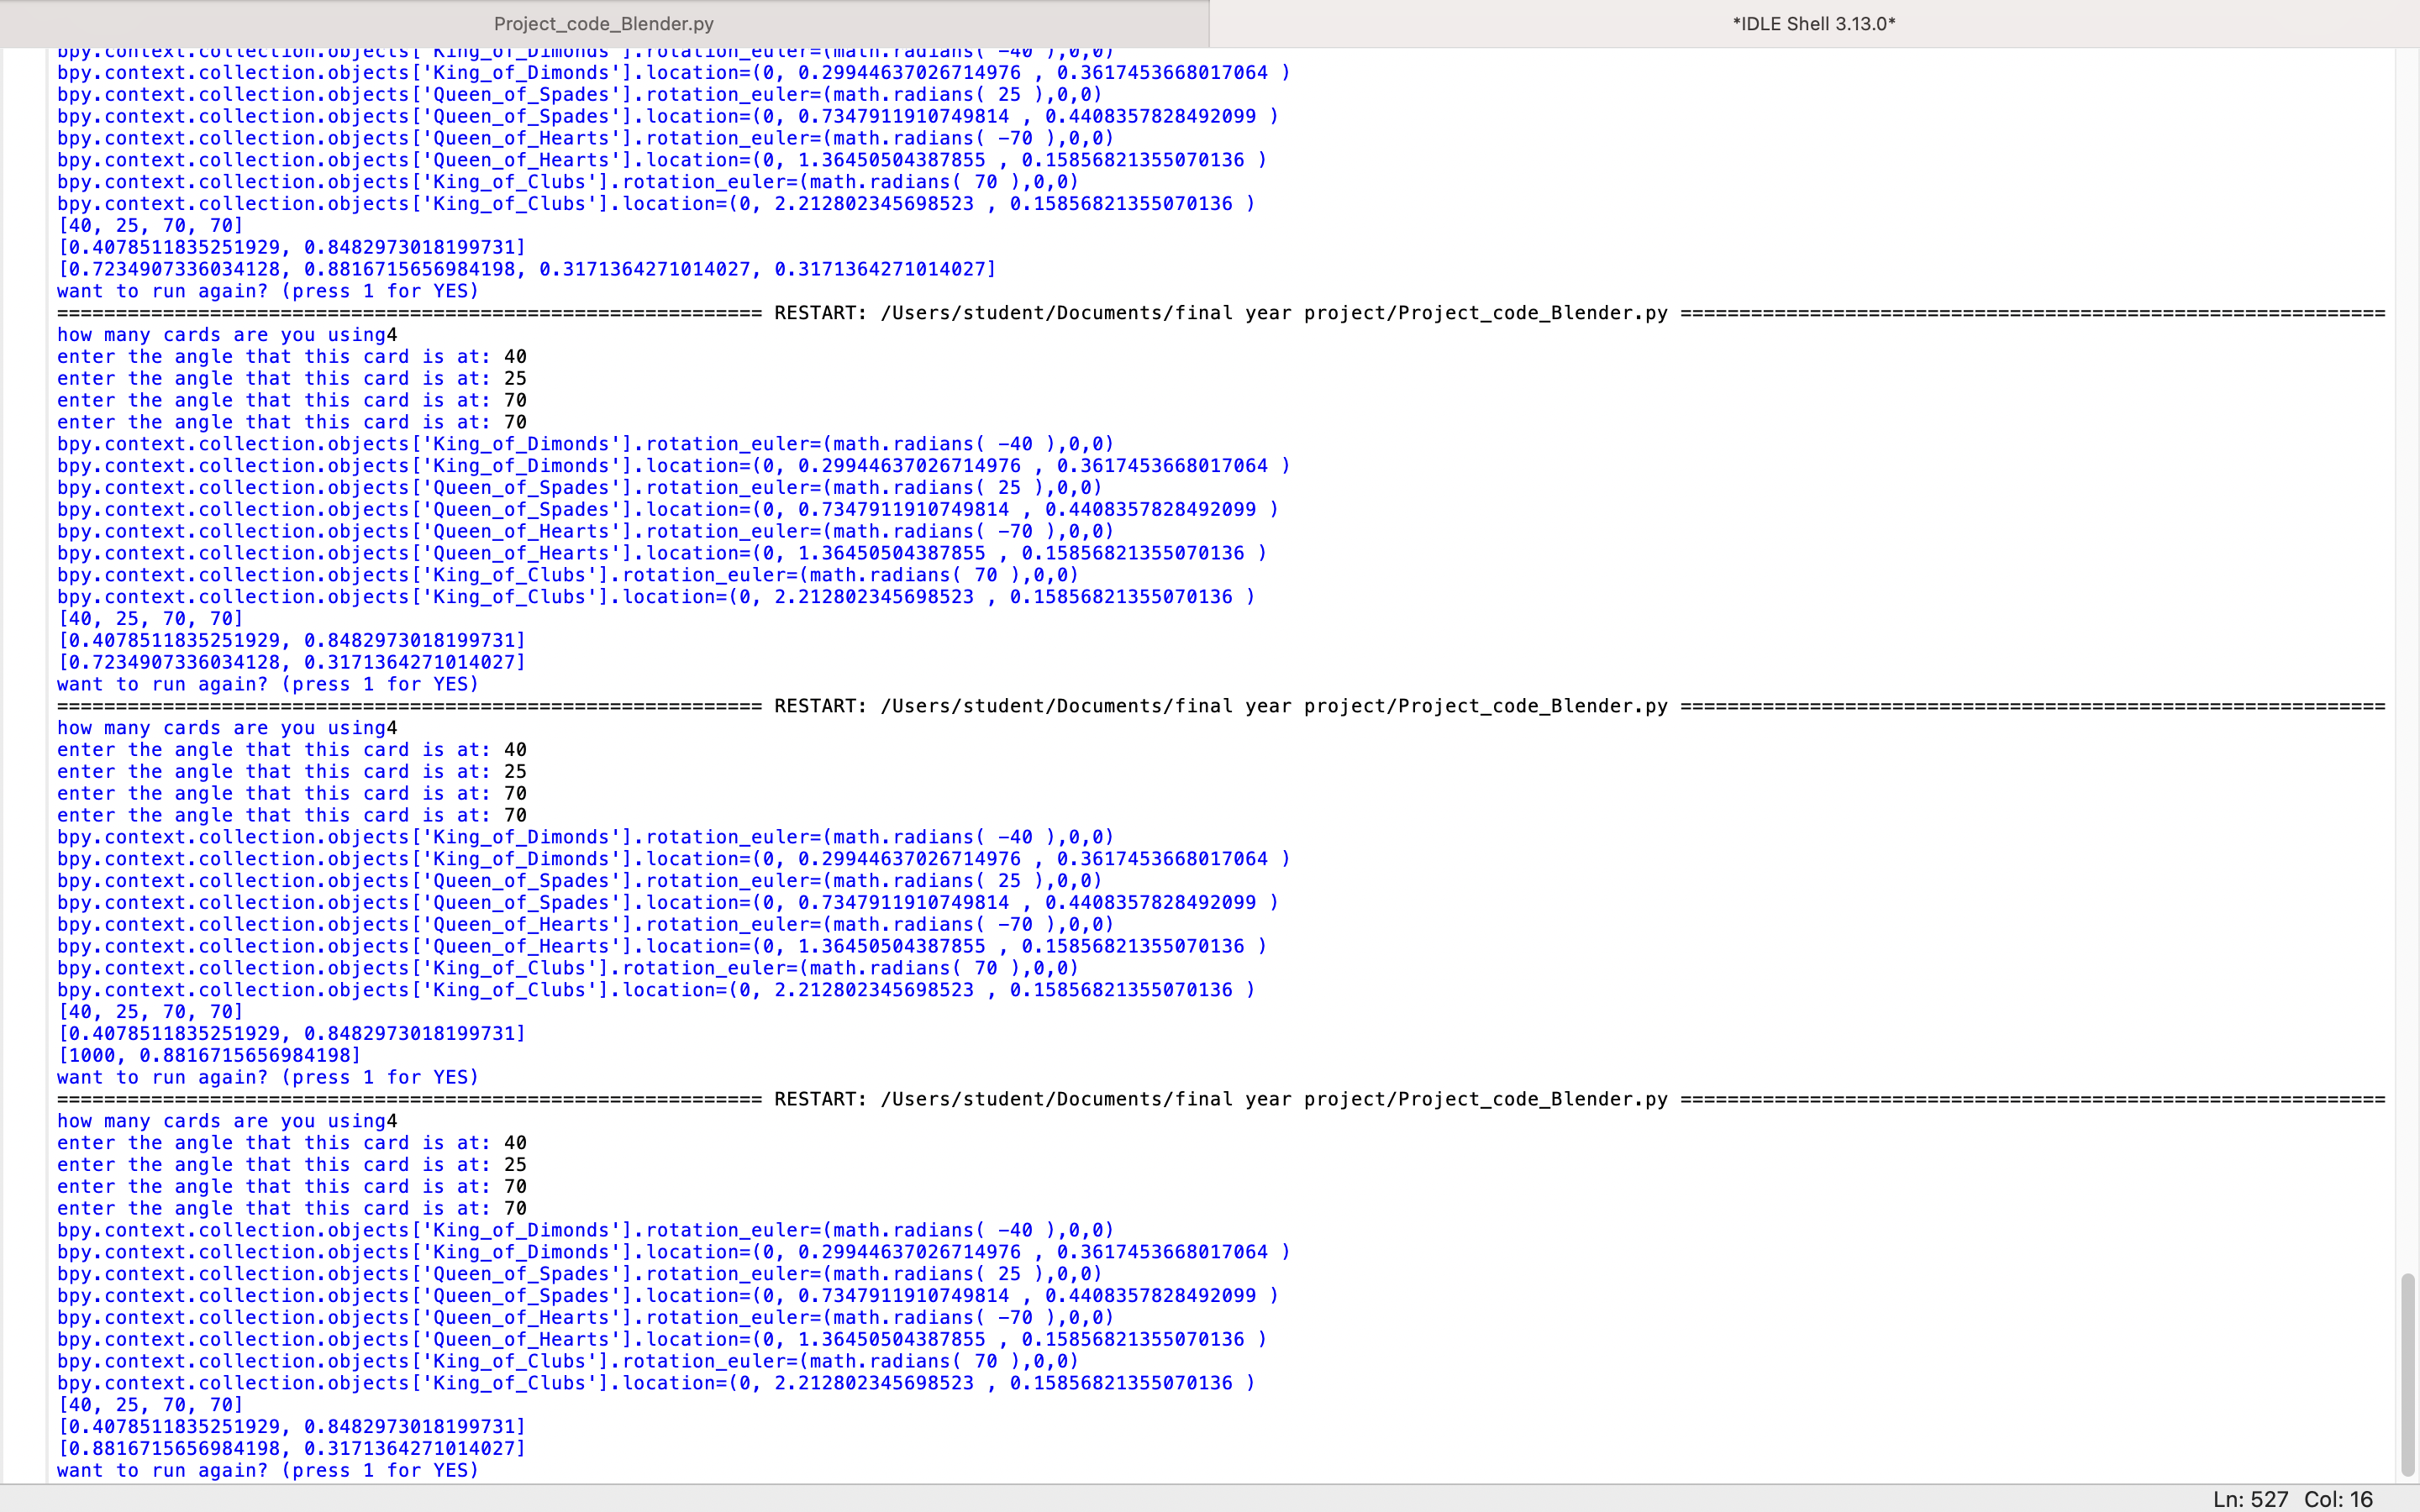 Project_code_Blender.py
*IDLE Shell 3.13.0*
bpy.context.collection.objects['King_of_Dimonds'].rotation_euler=(math.radians( -40 ),0,0)
bpy.context.collection.objects['King_of_Dimonds'].location=(0, 0.29944637026714976 , 0.3617453668017064 )
bpy.context.collection.objects['Queen_of_Spades'].rotation_euler=(math.radians( 25 ),0,0)
bpy.context.collection.objects['Queen_of_Spades'].location=(0, 0.7347911910749814 , 0.4408357828492099 )
bpy.context.collection.objects['Queen_of_Hearts'].rotation_euler=(math.radians( -70 ),0,0)
bpy.context.collection.objects['Queen_of_Hearts'].location=(0, 1.36450504387855 , 0.15856821355070136 )
bpy.context.collection.objects['King_of_Clubs'].rotation_euler=(math.radians( 70 ),0,0)
bpy.context.collection.objects['King_of_Clubs'].location=(0, 2.212802345698523 , 0.15856821355070136 )
[40, 25, 70, 70]
[0.4078511835251929, 0.8482973018199731]
[0.7234907336034128, 0.8816715656984198, 0.3171364271014027, 0.3171364271014027]
want to run again? (press 1 for YES)
============================================================ RESTART: /Users/student/Documents/final year project/Project_code_Blender.py ============================================================
how many cards are you using4
enter the angle that this card is at: 40
enter the angle that this card is at: 25
enter the angle that this card is at: 70
enter the angle that this card is at: 70
bpy.context.collection.objects['King_of_Dimonds'].rotation_euler=(math.radians( -40 ),0,0)
bpy.context.collection.objects['King_of_Dimonds'].location=(0, 0.29944637026714976 , 0.3617453668017064 )
bpy.context.collection.objects['Queen_of_Spades'].rotation_euler=(math.radians( 25 ),0,0)
bpy.context.collection.objects['Queen_of_Spades'].location=(0, 0.7347911910749814 , 0.4408357828492099 )
bpy.context.collection.objects['Queen_of_Hearts'].rotation_euler=(math.radians( -70 ),0,0)
bpy.context.collection.objects['Queen_of_Hearts'].location=(0, 1.36450504387855 , 0.15856821355070136 )
bpy.context.collection.objects['King_of_Clubs'].rotation_euler=(math.radians( 70 ),0,0)
bpy.context.collection.objects['King_of_Clubs'].location=(0, 2.212802345698523 , 0.15856821355070136 )
[40, 25, 70, 70]
[0.4078511835251929, 0.8482973018199731]
[0.7234907336034128, 0.3171364271014027]
want to run again? (press 1 for YES)
============================================================ RESTART: /Users/student/Documents/final year project/Project_code_Blender.py ============================================================
how many cards are you using4
enter the angle that this card is at: 40
enter the angle that this card is at: 25
enter the angle that this card is at: 70
enter the angle that this card is at: 70
bpy.context.collection.objects['King_of_Dimonds'].rotation_euler=(math.radians( -40 ),0,0)
bpy.context.collection.objects['King_of_Dimonds'].location=(0, 0.29944637026714976 , 0.3617453668017064 )
bpy.context.collection.objects['Queen_of_Spades'].rotation_euler=(math.radians( 25 ),0,0)
bpy.context.collection.objects['Queen_of_Spades'].location=(0, 0.7347911910749814 , 0.4408357828492099 )
bpy.context.collection.objects['Queen_of_Hearts'].rotation_euler=(math.radians( -70 ),0,0)
bpy.context.collection.objects['Queen_of_Hearts'].location=(0, 1.36450504387855 , 0.15856821355070136 )
bpy.context.collection.objects['King_of_Clubs'].rotation_euler=(math.radians( 70 ),0,0)
bpy.context.collection.objects['King_of_Clubs'].location=(0, 2.212802345698523 , 0.15856821355070136 )
[40, 25, 70, 70]
[0.4078511835251929, 0.8482973018199731]
[1000, 0.8816715656984198]
want to run again? (press 1 for YES)
============================================================ RESTART: /Users/student/Documents/final year project/Project_code_Blender.py ============================================================
how many cards are you using4
enter the angle that this card is at: 40
enter the angle that this card is at: 25
enter the angle that this card is at: 70
enter the angle that this card is at: 70
bpy.context.collection.objects['King_of_Dimonds'].rotation_euler=(math.radians( -40 ),0,0)
bpy.context.collection.objects['King_of_Dimonds'].location=(0, 0.29944637026714976 , 0.3617453668017064 )
bpy.context.collection.objects['Queen_of_Spades'].rotation_euler=(math.radians( 25 ),0,0)
bpy.context.collection.objects['Queen_of_Spades'].location=(0, 0.7347911910749814 , 0.4408357828492099 )
bpy.context.collection.objects['Queen_of_Hearts'].rotation_euler=(math.radians( -70 ),0,0)
bpy.context.collection.objects['Queen_of_Hearts'].location=(0, 1.36450504387855 , 0.15856821355070136 )
bpy.context.collection.objects['King_of_Clubs'].rotation_euler=(math.radians( 70 ),0,0)
bpy.context.collection.objects['King_of_Clubs'].location=(0, 2.212802345698523 , 0.15856821355070136 )
[40, 25, 70, 70]
[0.4078511835251929, 0.8482973018199731]
[0.8816715656984198, 0.3171364271014027]
want to run again? (press 1 for YES)
Ln: 527 Col: 16